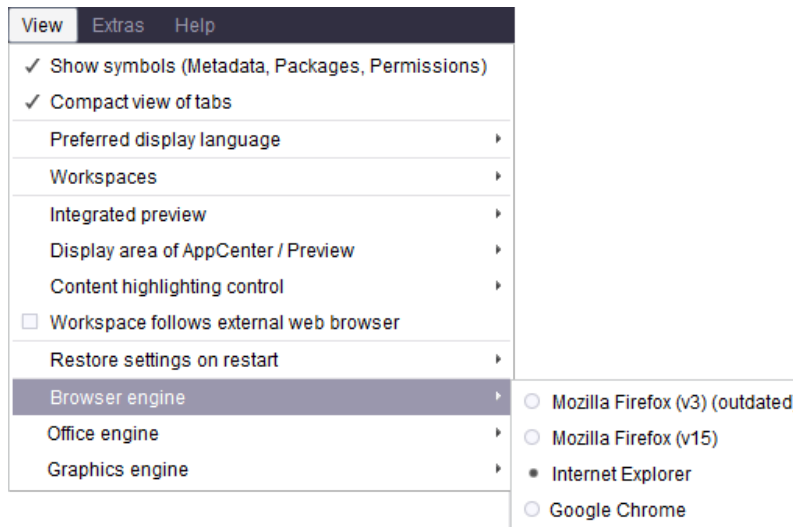 View Extras Help
Show symbols (Metadata, Packages, Permissions)
Compact view of tabs
Preferred display language
Workspaces
Integrated preview
Display area of AppCenter / Preview
Content highlighting control
Workspace follows external web browser
Restore settings on restart
Browser engine
Office engine
Graphics engine
Mozilla Firefox (v3) (outdated)
Mozilla Firefox (v15)
Internet Explorer
Google Chrome